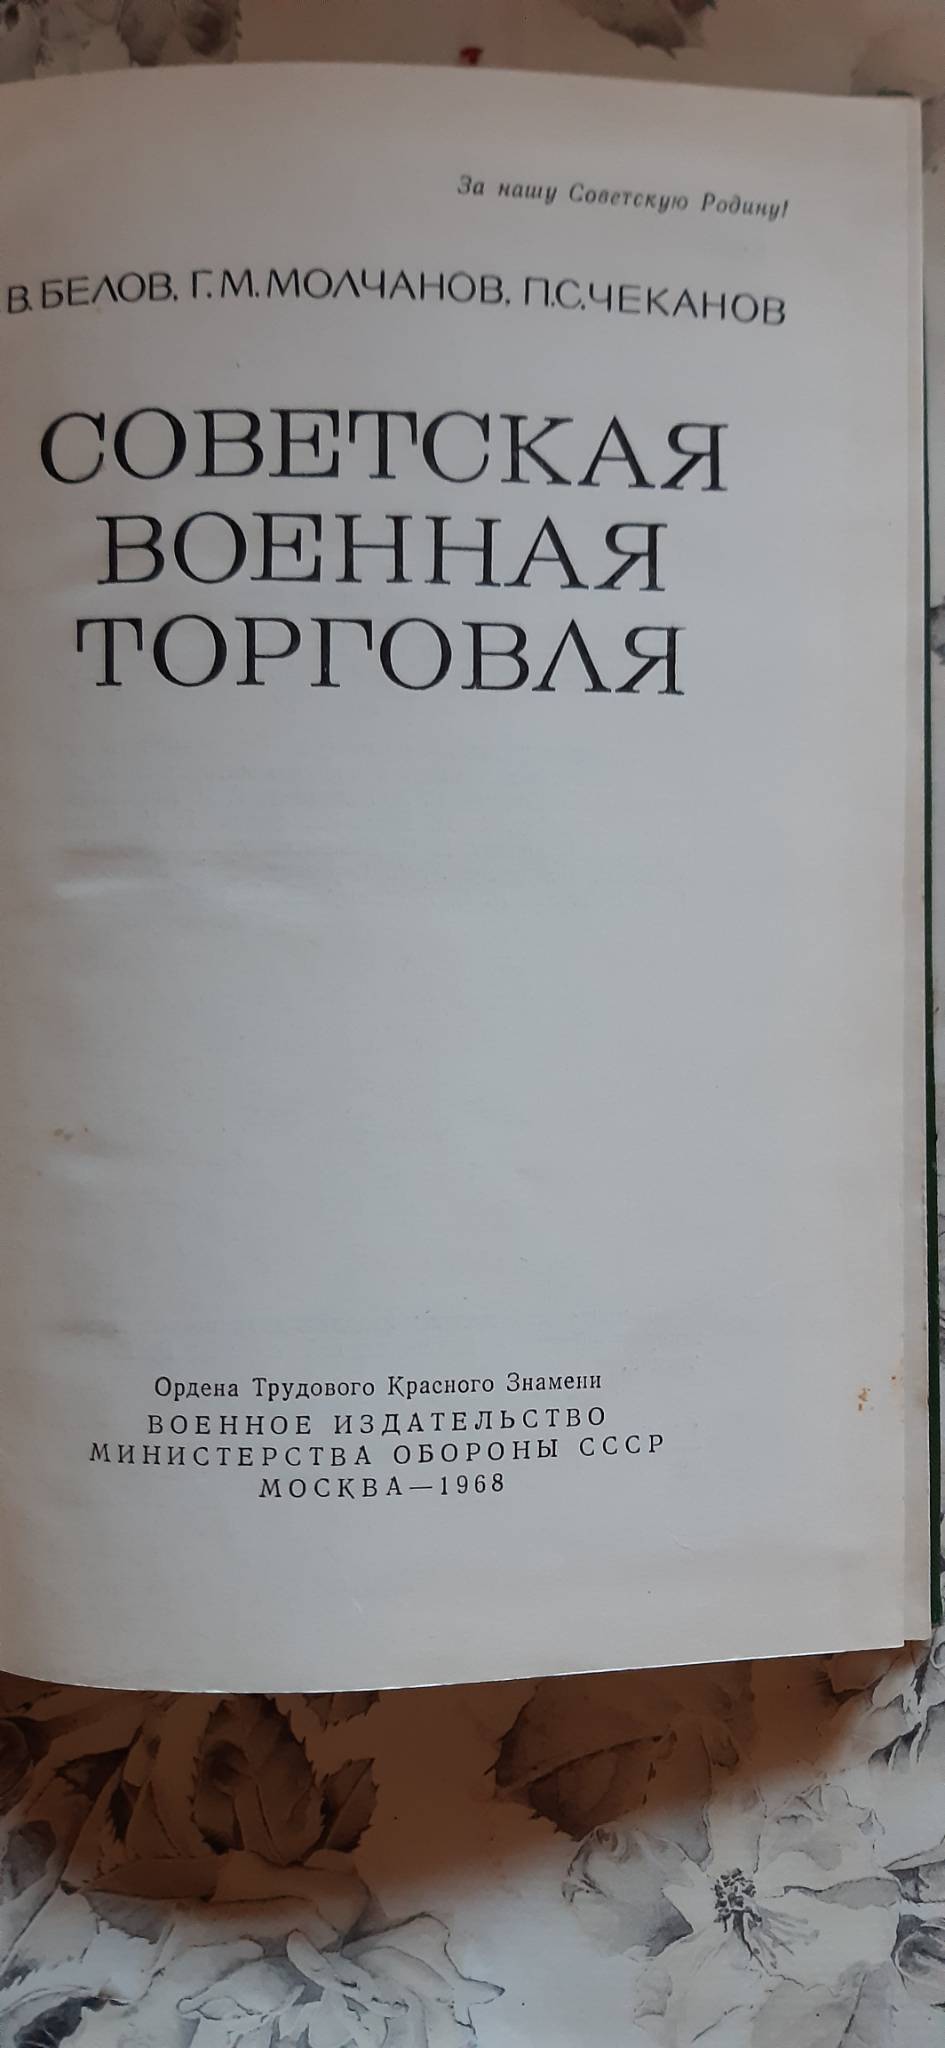 За нашу Советскую Родину!
В. БЕЛОВ, Г. М. МОЛЧАНОВ, П. С. ЧЕКАНОВ
СОВЕТСКАЯ
ВОЕННАЯ
ТОРГОВЛЯ
Ордена Трудового Красного Знамени
ВОЕННОЕ ИЗДАТЕЛЬСТВО
МИНИСТЕРСТВА ОБОРОНЫ СССР
МОСКВА—1968